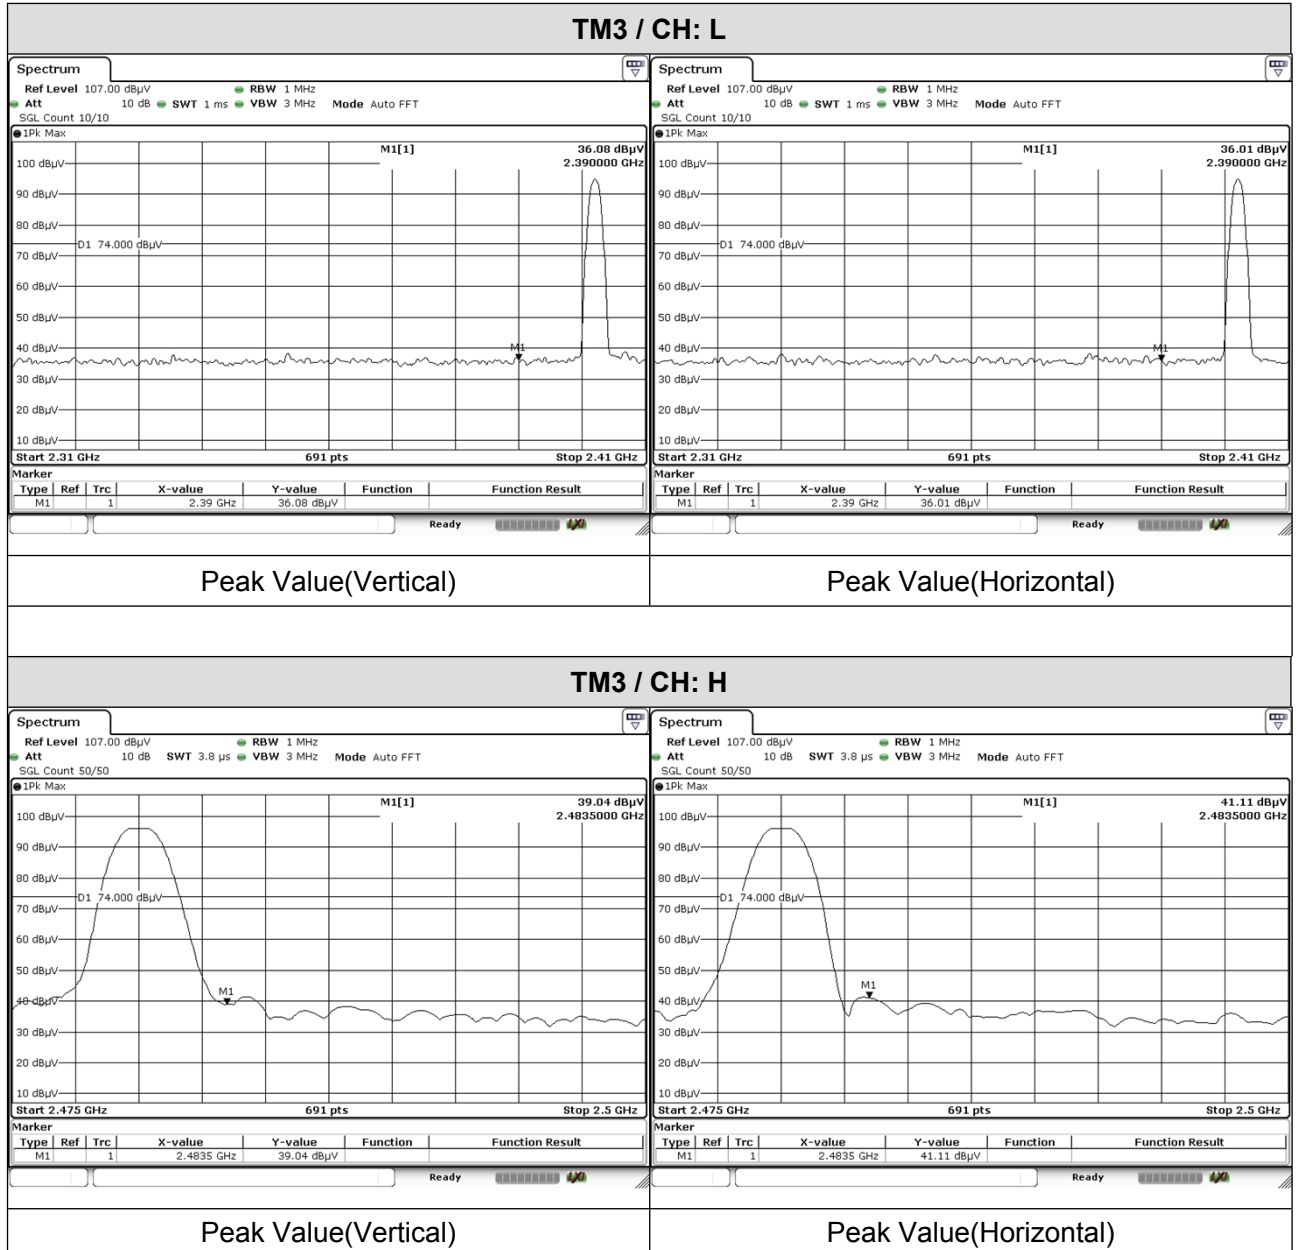 TM3 / CH: L
Spectrum
Ref Level 107.00 dBµV RBW 1 MHz
Att 10 dB SWT 1 ms VBW 3 MHz Mode Auto FFT
SGL Count 10/10
1Pk Max
M1[1] 36.08 dBµV
2.390000 GHz
100 dBµV
90 dBµV
80 dBµV
D1 74.000 dBµV
70 dBµV
60 dBµV
50 dBµV
40 dBµV
M1
30 dBµV
20 dBµV
10 dBµV
Start 2.31 GHz 691 pts Stop 2.41 GHz
Marker
Type Ref Trc X-value Y-value Function Function Result
M1 1 2.39 GHz 36.08 dBµV
Ready LXI
Peak Value(Vertical)
Spectrum
Ref Level 107.00 dBµV RBW 1 MHz
Att 10 dB SWT 1 ms VBW 3 MHz Mode Auto FFT
SGL Count 10/10
1Pk Max
M1[1] 36.01 dBµV
2.390000 GHz
100 dBµV
90 dBµV
80 dBµV
D1 74.000 dBµV
70 dBµV
60 dBµV
50 dBµV
40 dBµV
M1
30 dBµV
20 dBµV
10 dBµV
Start 2.31 GHz 691 pts Stop 2.41 GHz
Marker
Type Ref Trc X-value Y-value Function Function Result
M1 1 2.39 GHz 36.01 dBµV
Ready LXI
Peak Value(Horizontal)
TM3 / CH: H
Spectrum
Ref Level 107.00 dBµV RBW 1 MHz
Att 10 dB SWT 3.8 µs VBW 3 MHz Mode Auto FFT
SGL Count 50/50
1Pk Max
M1[1] 39.04 dBµV
2.4835000 GHz
100 dBµV
90 dBµV
80 dBµV
D1 74.000 dBµV
70 dBµV
60 dBµV
50 dBµV
M1
40 dBµV
30 dBµV
20 dBµV
10 dBµV
Start 2.475 GHz 691 pts Stop 2.5 GHz
Marker
Type Ref Trc X-value Y-value Function Function Result
M1 1 2.4835 GHz 39.04 dBµV
Ready LXI
Peak Value(Vertical)
Spectrum
Ref Level 107.00 dBµV RBW 1 MHz
Att 10 dB SWT 3.8 µs VBW 3 MHz Mode Auto FFT
SGL Count 50/50
1Pk Max
M1[1] 41.11 dBµV
2.4835000 GHz
100 dBµV
90 dBµV
80 dBµV
D1 74.000 dBµV
70 dBµV
60 dBµV
50 dBµV
M1
40 dBµV
30 dBµV
20 dBµV
10 dBµV
Start 2.475 GHz 691 pts Stop 2.5 GHz
Marker
Type Ref Trc X-value Y-value Function Function Result
M1 1 2.4835 GHz 41.11 dBµV
Ready LXI
Peak Value(Horizontal)